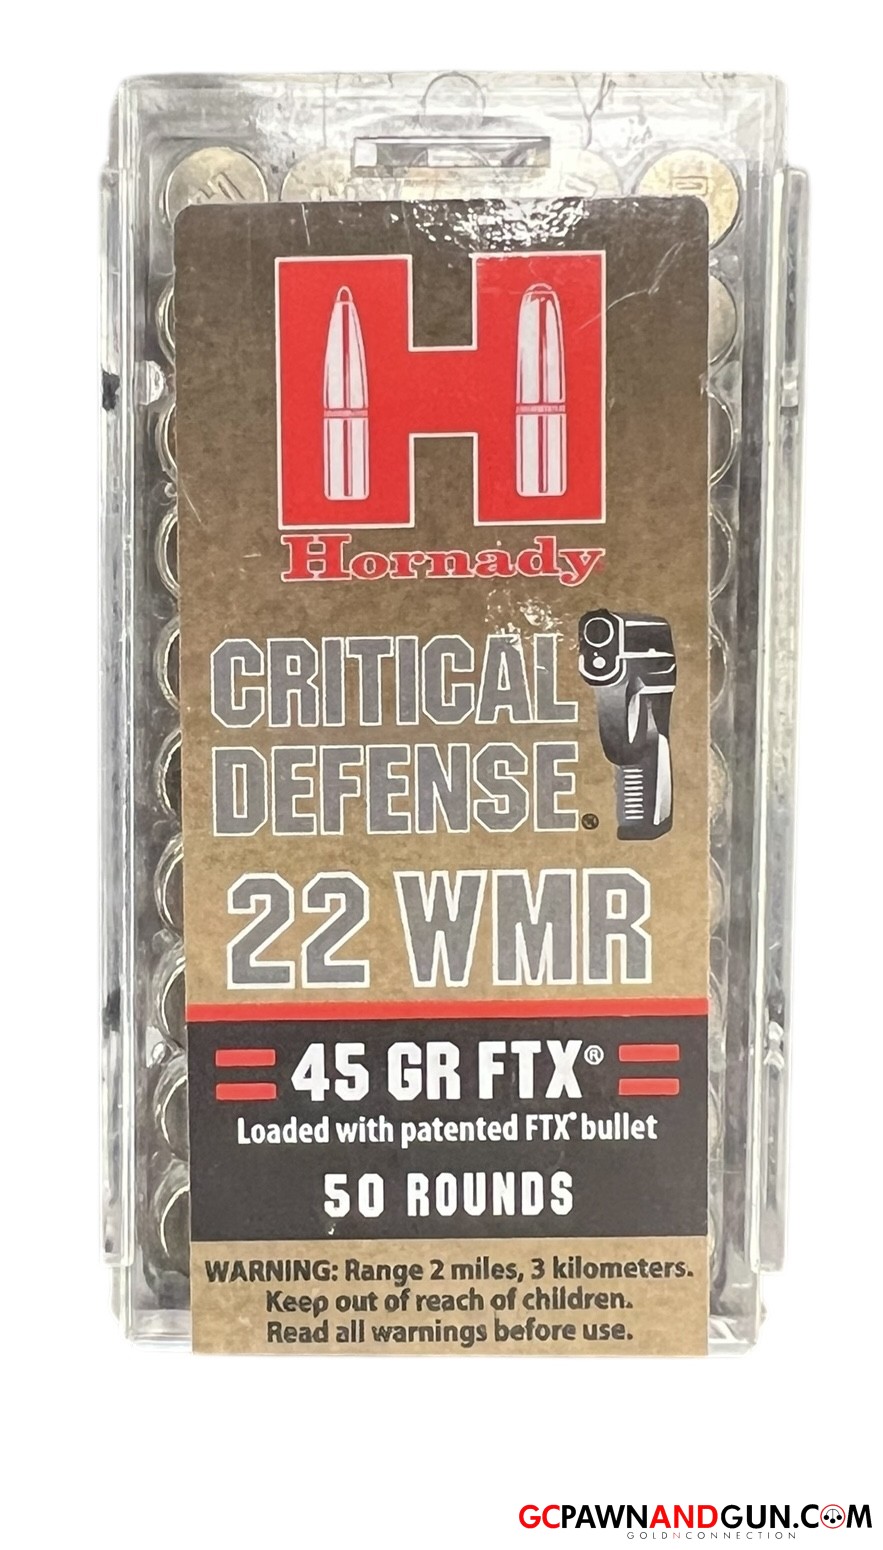 Hornady
CRITICAL
DEFENSE®
22 WMR
45 GR FTX®
Loaded with patented FTX® bullet
50 ROUNDS
WARNING: Range 2 miles, 3 kilometers.
Keep out of reach of children.
Read all warnings before use.
GCPAWNANDGUN.COM
GOLDNCONNECTION